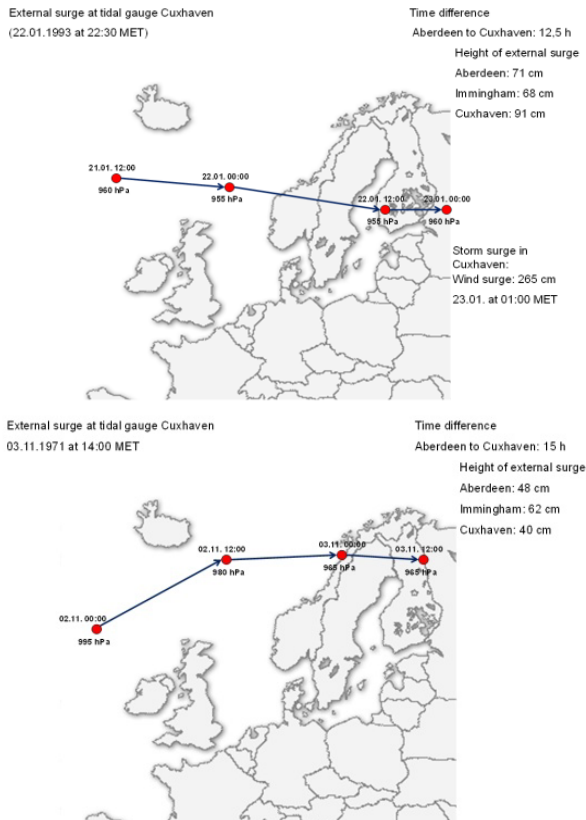 External surge at tidal gauge Cuxhaven
(22.01.1993 at 22:30 MET)
Time difference
Aberdeen to Cuxhaven: 12,5 h
Height of external surge
Aberdeen: 71 cm
Immingham: 68 cm
Cuxhaven: 91 cm
21.01. 12:00
960 hPa
22.01. 00:00
955 hPa
22.01. 12:00
955 hPa
23.01. 00:00
960 hPa
Storm surge in
Cuxhaven:
Wind surge: 265 cm
23.01. at 01:00 MET
External surge at tidal gauge Cuxhaven
03.11.1971 at 14:00 MET
Time difference
Aberdeen to Cuxhaven: 15 h
Height of external surge
Aberdeen: 48 cm
Immingham: 62 cm
Cuxhaven: 40 cm
02.11. 00:00
995 hPa
02.11. 12:00
980 hPa
03.11. 00:00
965 hPa
03.11. 12:00
965 hPa